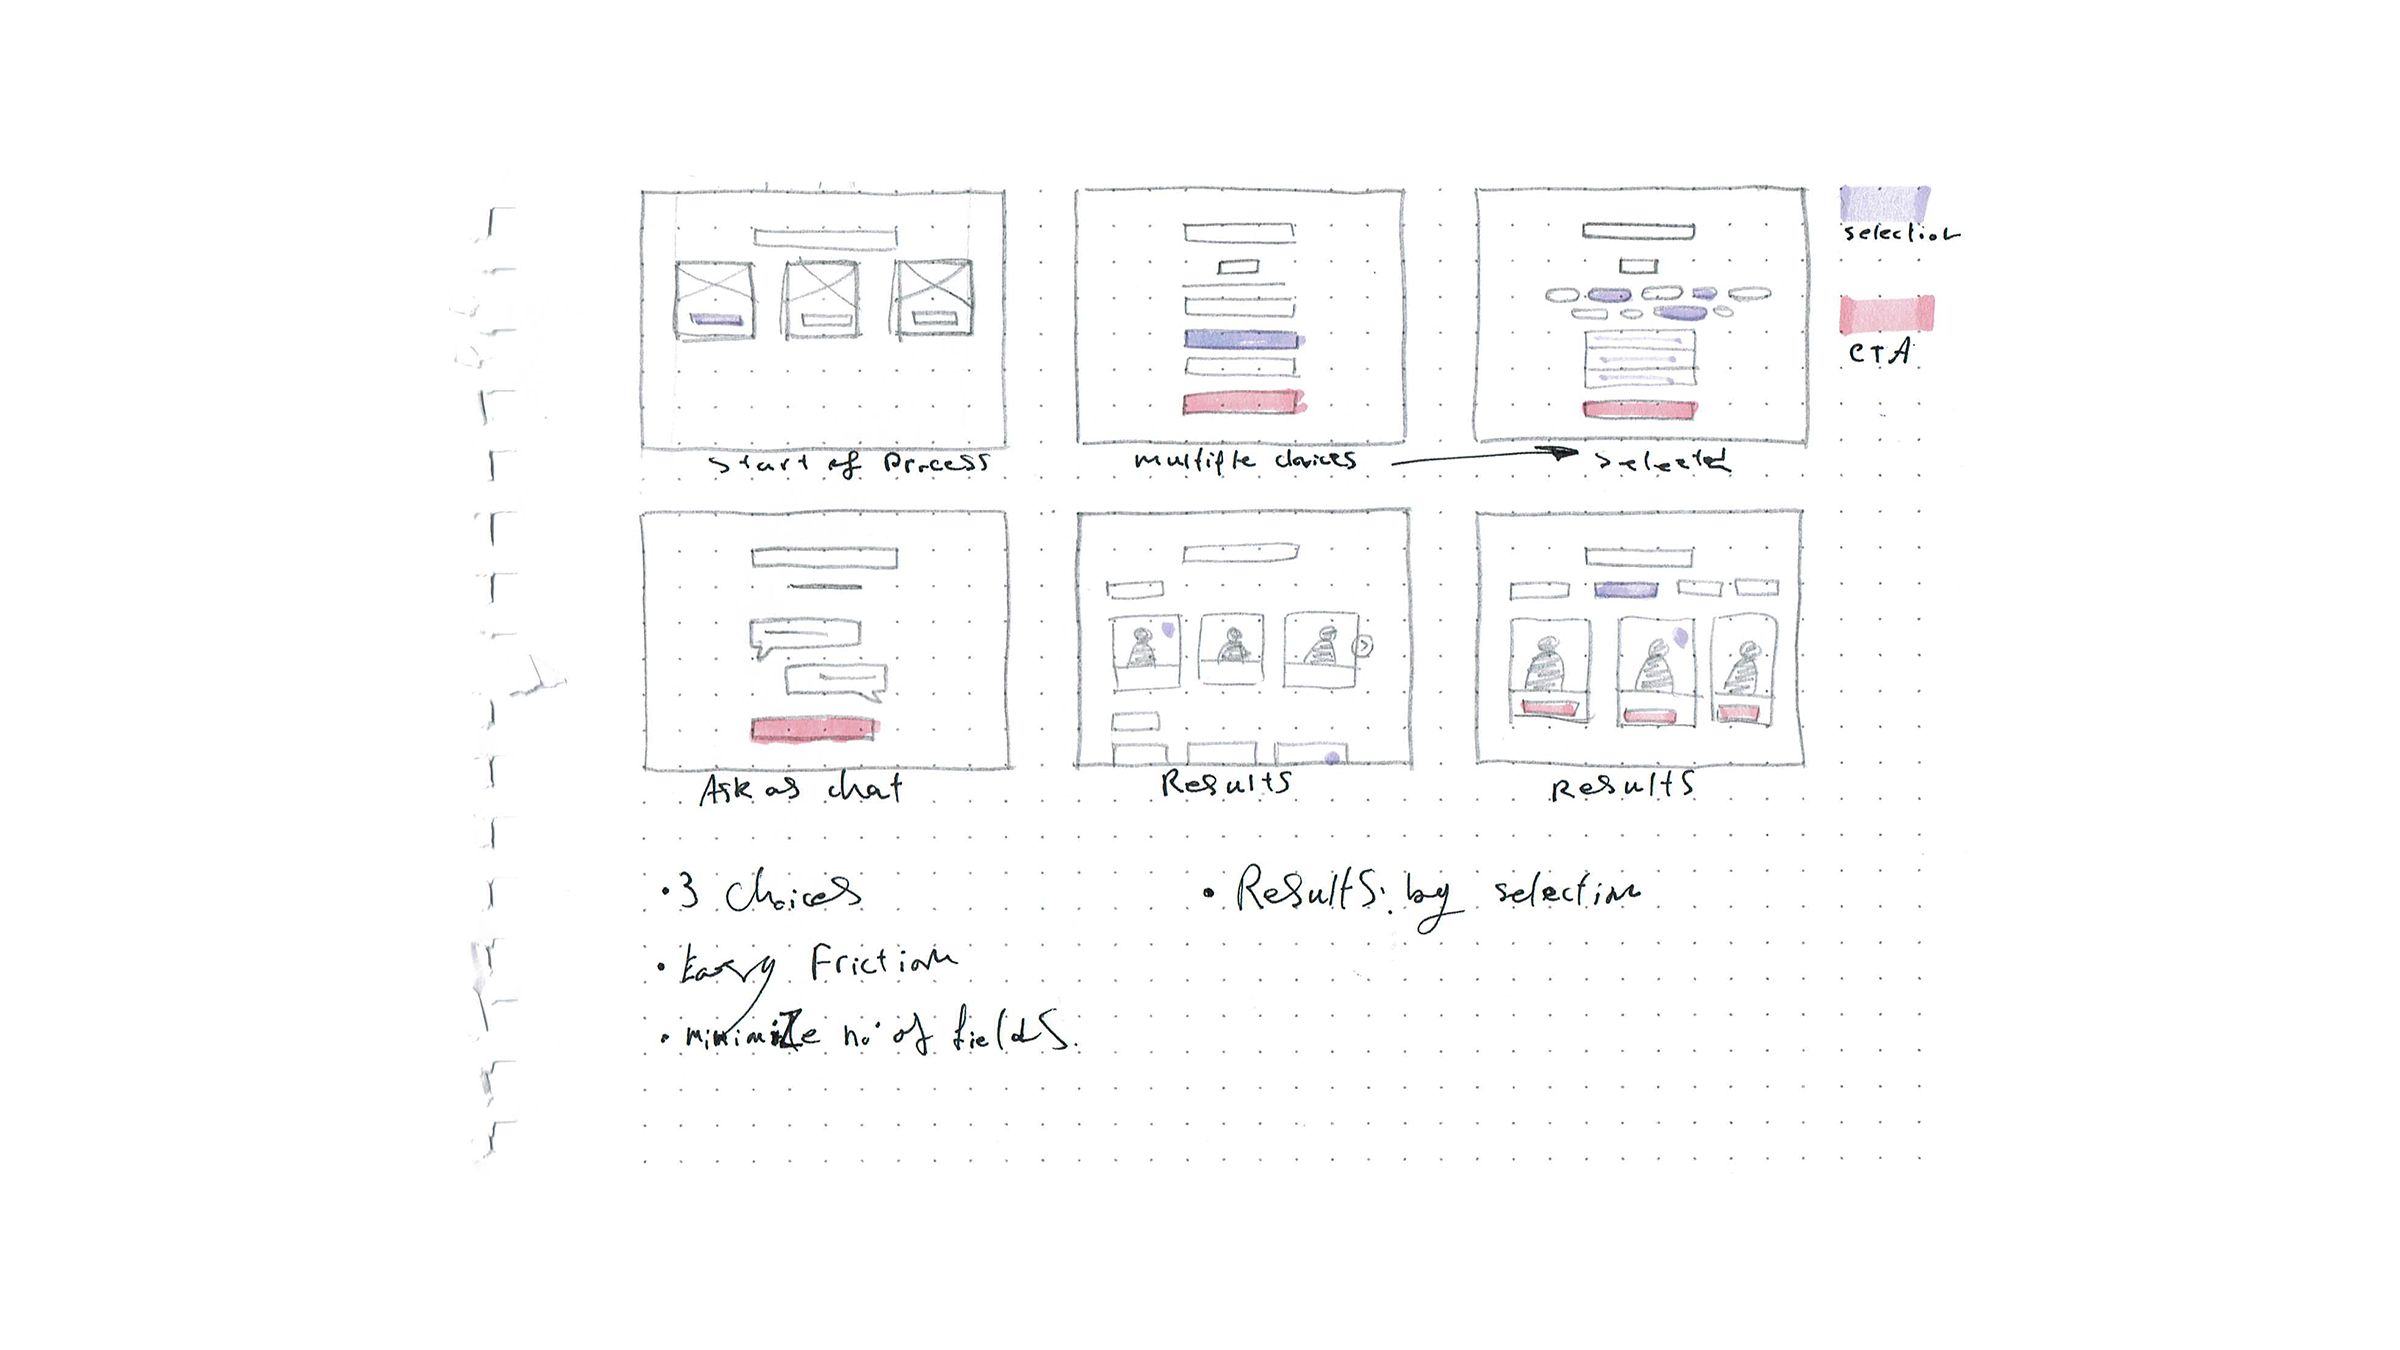 selection
CTA
Start of Process
multiple choices
selected
Ask as chat
Results
Results
• 3 choices
• Easy Friction
• minimize no. of fields.
• Results by selection